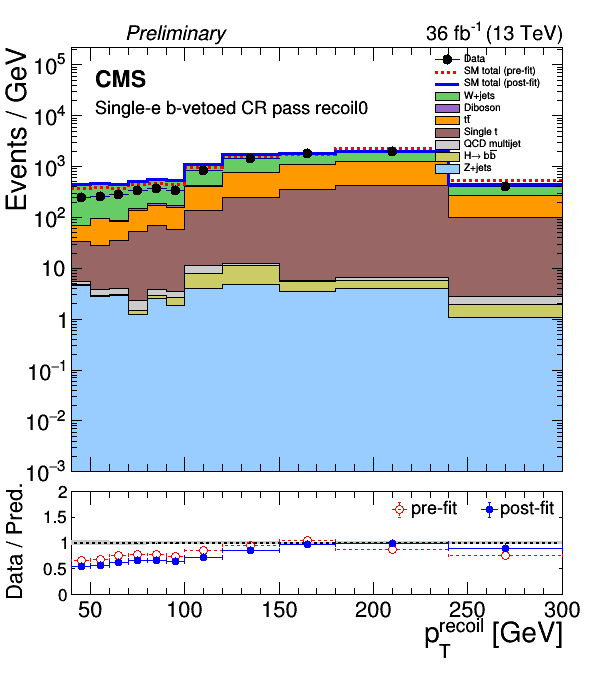 Preliminary 36 fb⁻¹ (13 TeV)
Events / GeV
10⁵
10⁴
10³
10²
10
1
10⁻¹
10⁻²
10⁻³
CMS
Single-e b-vetoed CR pass recoil0
Data
SM total (pre-fit)
SM total (post-fit)
W+jets
Diboson
tt̄
Single t
QCD multijet
H→ bb̄
Z+jets
Data / Pred.
2
1.5
1
0.5
0
pre-fit post-fit
50 100 150 200 250 300
p_T^recoil [GeV]